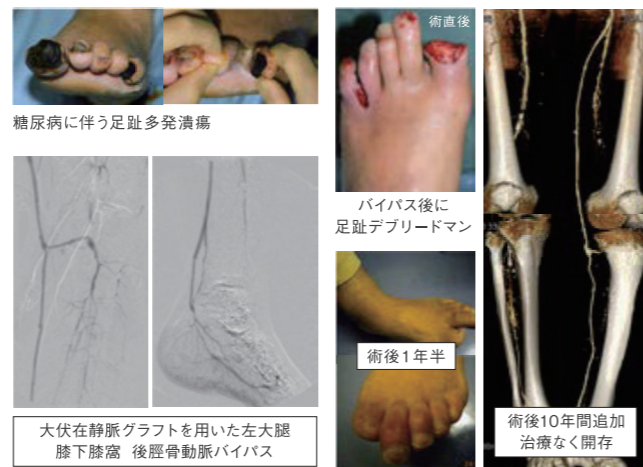 糖尿病に伴う足趾多発潰瘍
大伏在静脈グラフトを用いた左大腿
膝下膝窩 後脛骨動脈バイパス
術直後
バイパス後に
足趾デブリードマン
術後1年半
術後10年間追加
治療なく開存